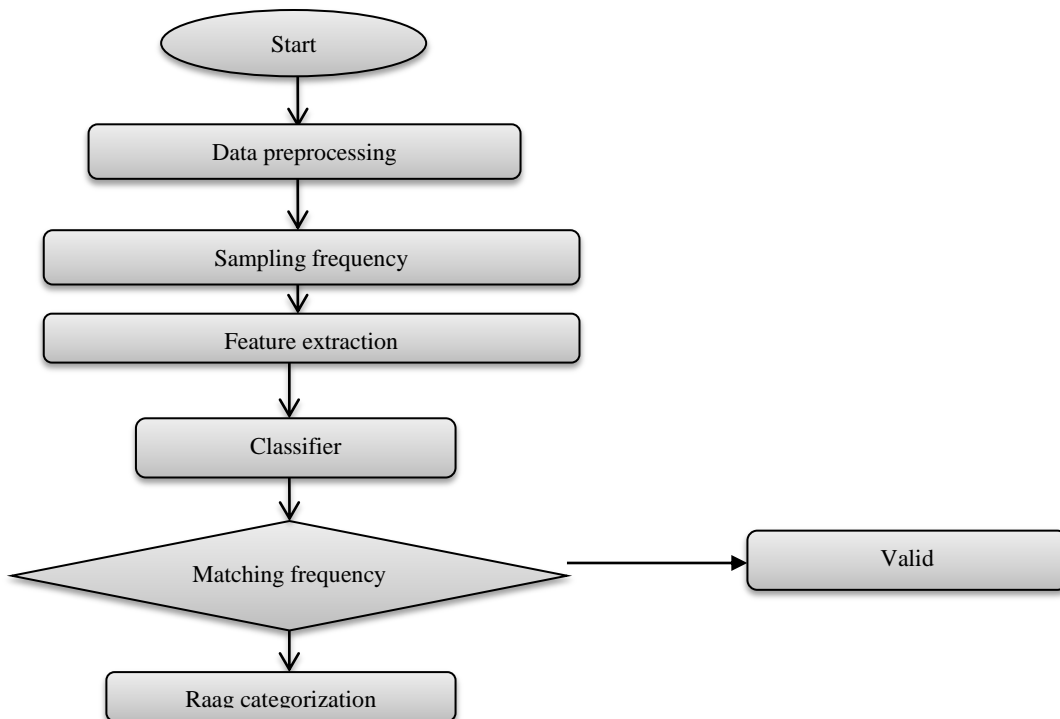 Start
Data preprocessing
Sampling frequency
Feature extraction
Classifier
Matching frequency
Valid
Raag categorization